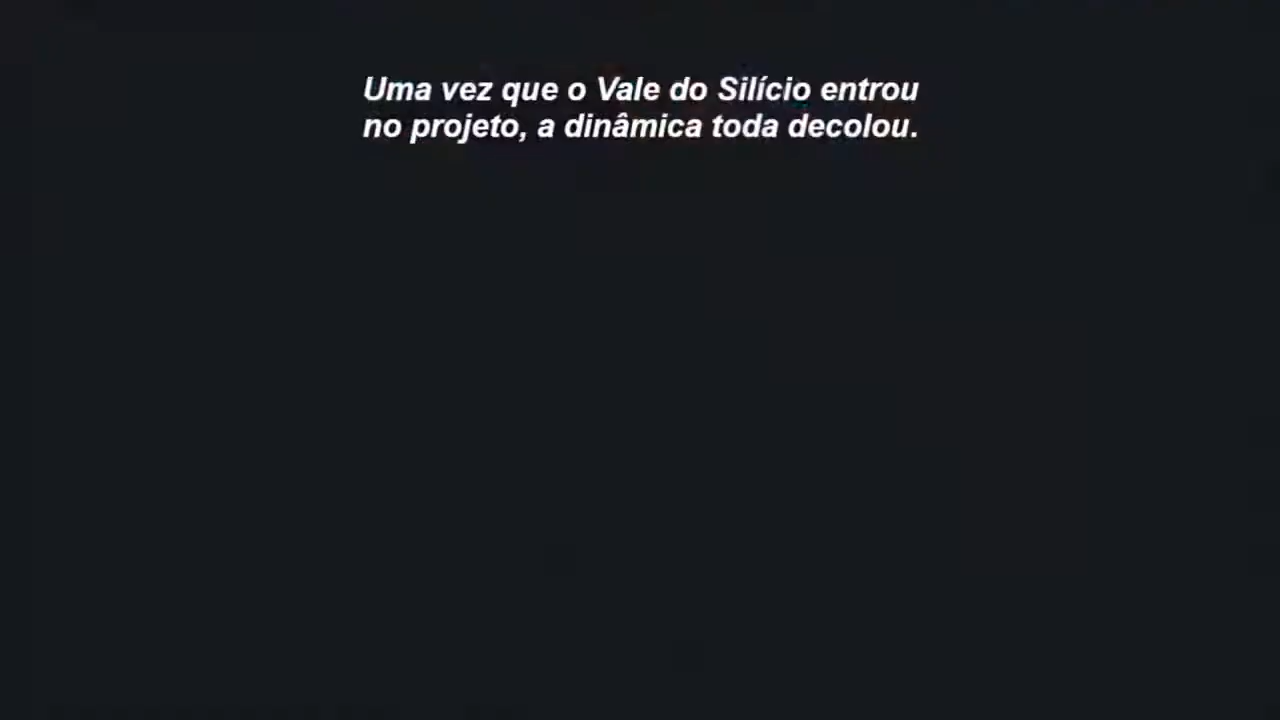 Uma vez que o Vale do Silício entrou
no projeto, a dinâmica toda decolou.